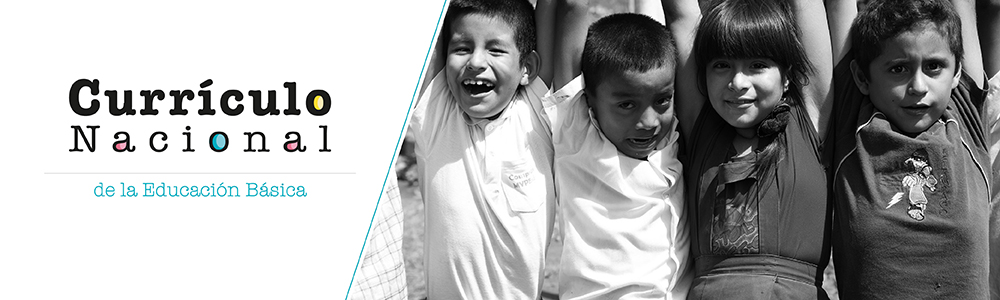 Currículo
Nacional
de la Educación Básica